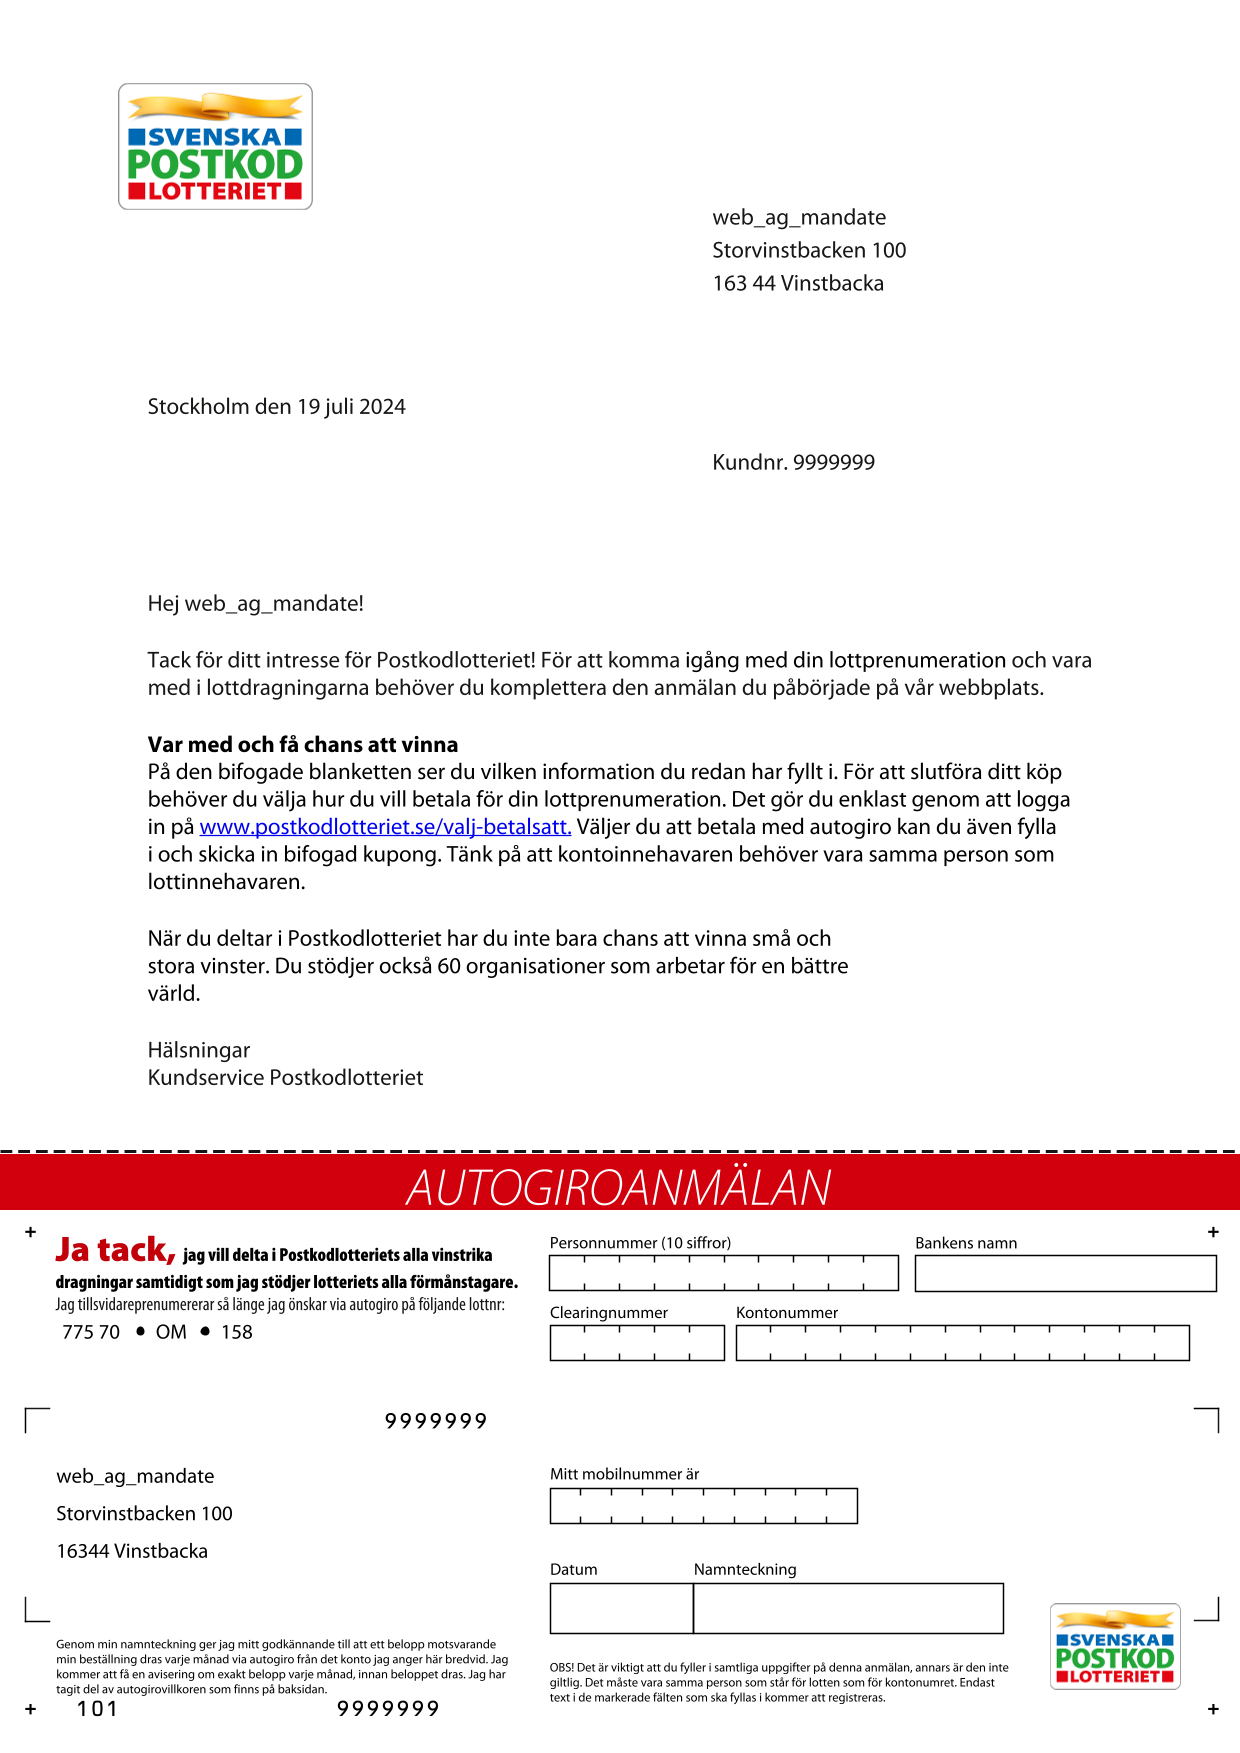 SVENSKA
POSTKOD
LOTTERIET
web_ag_mandate
Storvinstbacken 100
163 44 Vinstbacka
Stockholm den 19 juli 2024
Kundnr. 9999999
Hej web_ag_mandate!
Tack för ditt intresse för Postkodlotteriet! För att komma igång med din lottprenumeration och vara
med i lottdragningarna behöver du komplettera den anmälan du påbörjade på vår webbplats.
Var med och få chans att vinna
På den bifogade blanketten ser du vilken information du redan har fyllt i. För att slutföra ditt köp
behöver du välja hur du vill betala för din lottprenumeration. Det gör du enklast genom att logga
in på www.postkodlotteriet.se/valj-betalsatt. Väljer du att betala med autogiro kan du även fylla
i och skicka in bifogad kupong. Tänk på att kontoinnehavaren behöver vara samma person som
lottinnehavaren.
När du deltar i Postkodlotteriet har du inte bara chans att vinna små och
stora vinster. Du stödjer också 60 organisationer som arbetar för en bättre
värld.
Hälsningar
Kundservice Postkodlotteriet
AUTOGIROANMÄLAN
Ja tack, jag vill delta i Postkodlotteriets alla vinstrika
dragningar samtidigt som jag stödjer lotteriets alla förmånstagare.
Jag tillsvidareprenumererar så länge jag önskar via autogiro på följande lottnr:
775 70 • OM • 158
9999999
web_ag_mandate
Storvinstbacken 100
16344 Vinstbacka
Genom min namnteckning ger jag mitt godkännande till att ett belopp motsvarande
min beställning dras varje månad via autogiro från det konto jag anger här bredvid. Jag
kommer att få en avisering om exakt belopp varje månad, innan beloppet dras. Jag har
tagit del av autogirovillkoren som finns på baksidan.
101 9999999
Personnummer (10 siffror) Bankens namn
Clearingnummer Kontonummer
Mitt mobilnummer är
Datum Namnteckning
OBS! Det är viktigt att du fyller i samtliga uppgifter på denna anmälan, annars är den inte
giltlig. Det måste vara samma person som står för lotten som för kontonumret. Endast
text i de markerade fälten som ska fyllas i kommer att registreras.
SVENSKA
POSTKOD
LOTTERIET